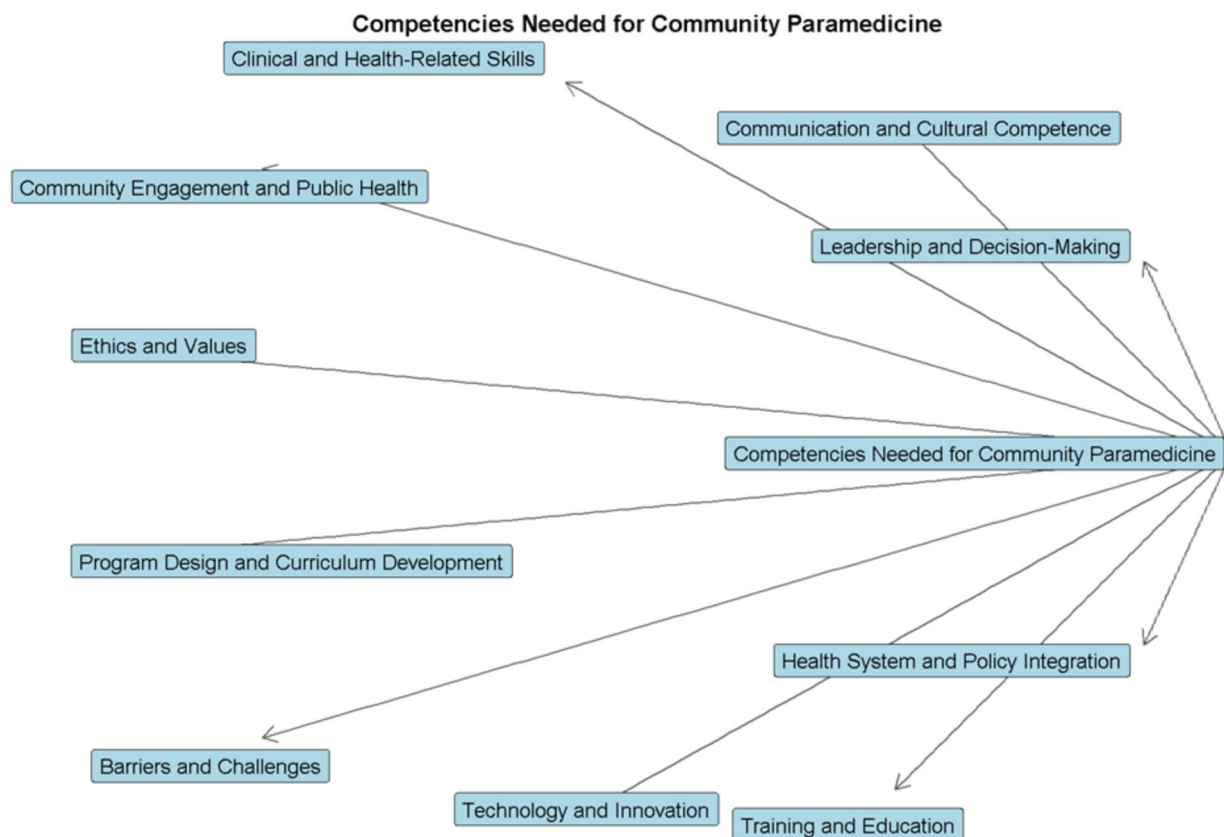 Competencies Needed for Community Paramedicine
Clinical and Health-Related Skills
Communication and Cultural Competence
Community Engagement and Public Health
Leadership and Decision-Making
Ethics and Values
Competencies Needed for Community Paramedicine
Program Design and Curriculum Development
Health System and Policy Integration
Barriers and Challenges
Technology and Innovation
Training and Education